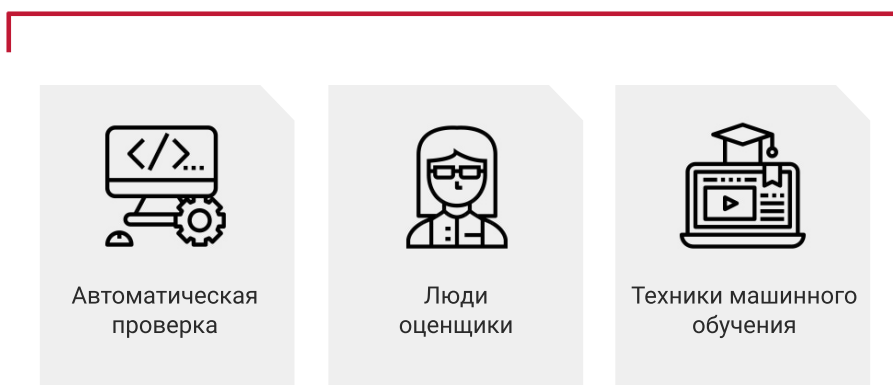 </>...
Автоматическая
проверка
Люди
оценщики
Техники машинного
обучения